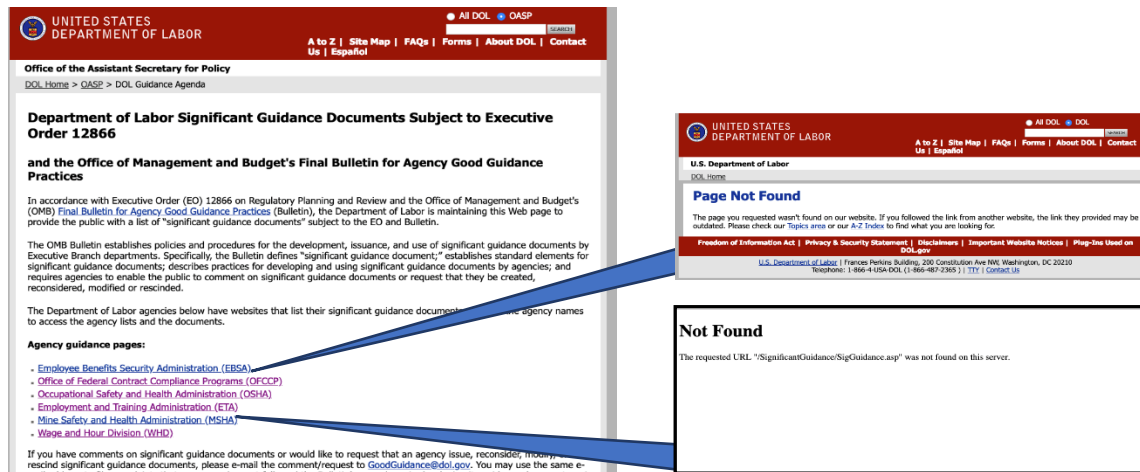 UNITED STATES
DEPARTMENT OF LABOR
All DOL OASP
SEARCH
A to Z | Site Map | FAQs | Forms | About DOL | Contact
Us | Español
Office of the Assistant Secretary for Policy
DOL Home > OASP > DOL Guidance Agenda
Department of Labor Significant Guidance Documents Subject to Executive
Order 12866
and the Office of Management and Budget's Final Bulletin for Agency Good Guidance
Practices
In accordance with Executive Order (EO) 12866 on Regulatory Planning and Review and the Office of Management and Budget's
(OMB) Final Bulletin for Agency Good Guidance Practices (Bulletin), the Department of Labor is maintaining this Web page to
provide the public with a list of "significant guidance documents" subject to the EO and Bulletin.
The OMB Bulletin establishes policies and procedures for the development, issuance, and use of significant guidance documents by
Executive Branch departments. Specifically, the Bulletin defines "significant guidance document;" establishes standard elements for
significant guidance documents; describes practices for developing and using significant guidance documents by agencies; and
requires agencies to enable the public to comment on significant guidance documents or request that they be created,
reconsidered, modified or rescinded.
The Department of Labor agencies below have websites that list their significant guidance agency names
to access the agency lists and the documents.
Agency guidance pages:
Employee Benefits Security Administration (EBSA)
Office of Federal Contract Compliance Programs (OFCCP)
Occupational Safety and Health Administration (OSHA)
Employment and Training Administration (ETA)
Mine Safety and Health Administration (MSHA)
Wage and Hour Division (WHD)
If you have comments on significant guidance documents or would like to request that an agency issue, reconsider,
rescind significant guidance documents, please e-mail the comment/request to GoodGuidance@dol.gov. You may use the same e-
UNITED STATES
DEPARTMENT OF LABOR
All DOL DOL
SEARCH
A to Z | Site Map | FAQs | Forms | About DOL | Contact
Us | Español
U.S. Department of Labor
DOL Home
Page Not Found
The page you requested wasn't found on our website. If you followed the link from another website, the link they provided may be
outdated. Please check our Topics area or our A-Z Index to find what you are looking for.
Freedom of Information Act | Privacy & Security Statement | Disclaimers | Important Website Notices | Plug-Ins Used on
DOL.gov
U.S. Department of Labor | Frances Perkins Building, 200 Constitution Ave NW, Washington, DC 20210
Telephone: 1-866-4-USA-DOL (1-866-487-2365 ) | TTY | Contact Us
Not Found
The requested URL "/SignificantGuidance/SigGuidance.asp" was not found on this server.